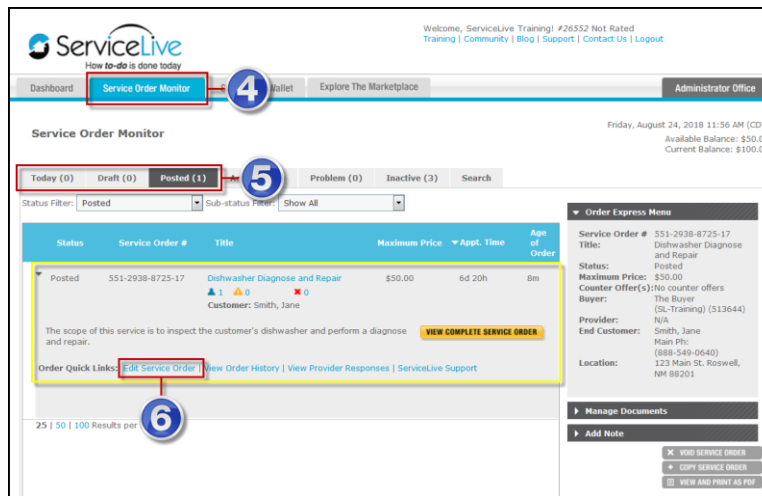 ServiceLive
How to-do is done today
Welcome, ServiceLive Training! #26552 Not Rated
Training | Community | Blog | Support | Contact Us | Logout
Dashboard Service Order Monitor 4 Wallet Explore The Marketplace Administrator Office
Service Order Monitor
Friday, August 24, 2018 11:56 AM (CD
Available Balance: $50.0
Current Balance: $100.0
Today (0) Draft (0) Posted (1) 5 Problem (0) Inactive (3) Search
Status Filter: Posted Sub-status Filter: Show All
Status Service Order # Title Maximum Price Appt. Time Age of Order
Posted 551-2938-8725-17 Dishwasher Diagnose and Repair $50.00 6d 20h 8m
1 0 0
Customer: Smith, Jane
The scope of this service is to inspect the customer's dishwasher and perform a diagnose
and repair.
VIEW COMPLETE SERVICE ORDER
Order Quick Links: Edit Service Order | View Order History | View Provider Responses | ServiceLive Support
6
25 | 50 | 100 Results per
Order Express Menu
Service Order # 551-2938-8725-17
Title: Dishwasher Diagnose
and Repair
Status: Posted
Maximum Price: $50.00
Counter Offer(s): No counter offers
Buyer: The Buyer
(SL-Training) (513644)
Provider: N/A
End Customer: Smith, Jane
Main Ph:
(888-549-0640)
Location: 123 Main St. Roswell,
NM 88201
Manage Documents
Add Note
VOID SERVICE ORDER
COPY SERVICE ORDER
VIEW AND PRINT AS PDF